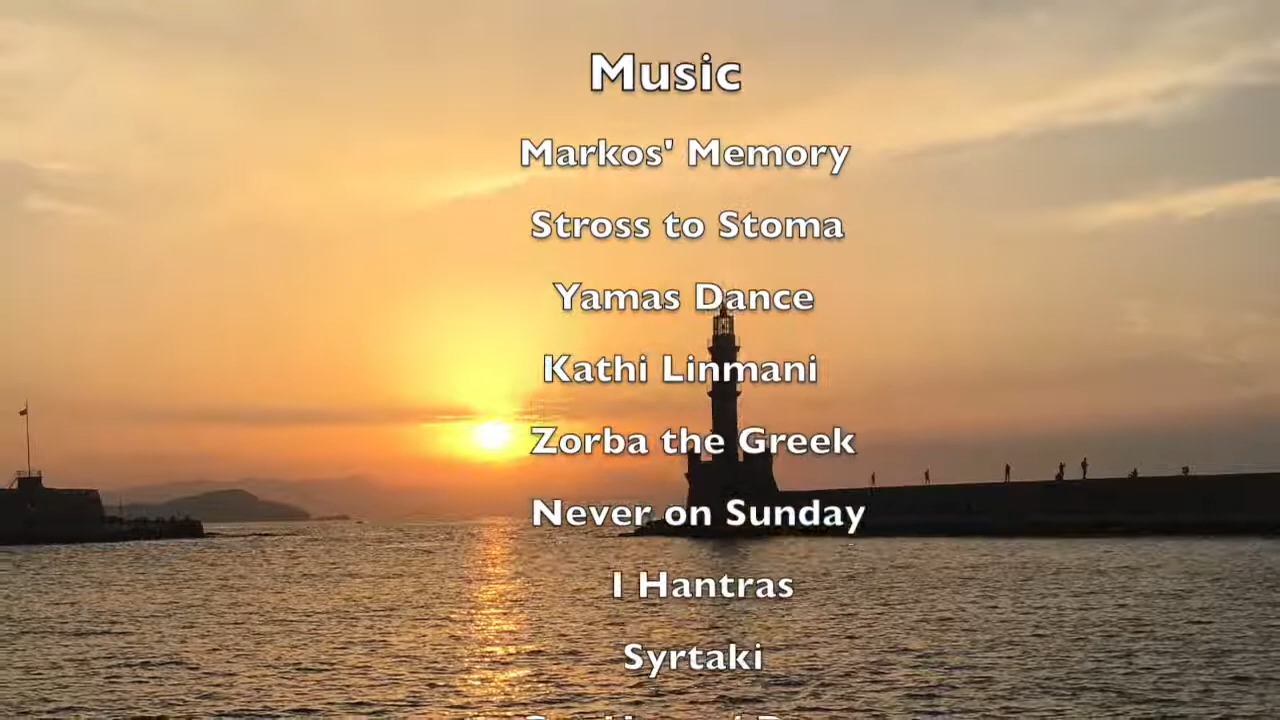 Music
Markos' Memory
Stross to Stoma
Yamas Dance
Kathi Linmani
Zorba the Greek
Never on Sunday
I Hantras
Syrtaki